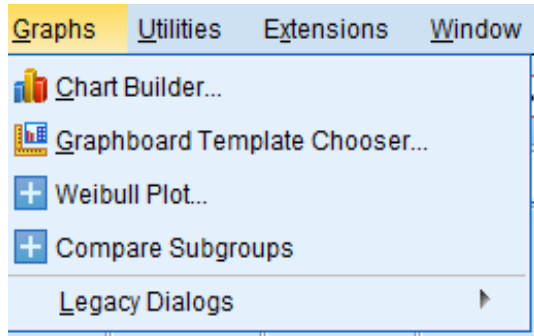 Graphs Utilities Extensions Window
Chart Builder...
Graphboard Template Chooser...
Weibull Plot...
Compare Subgroups
Legacy Dialogs